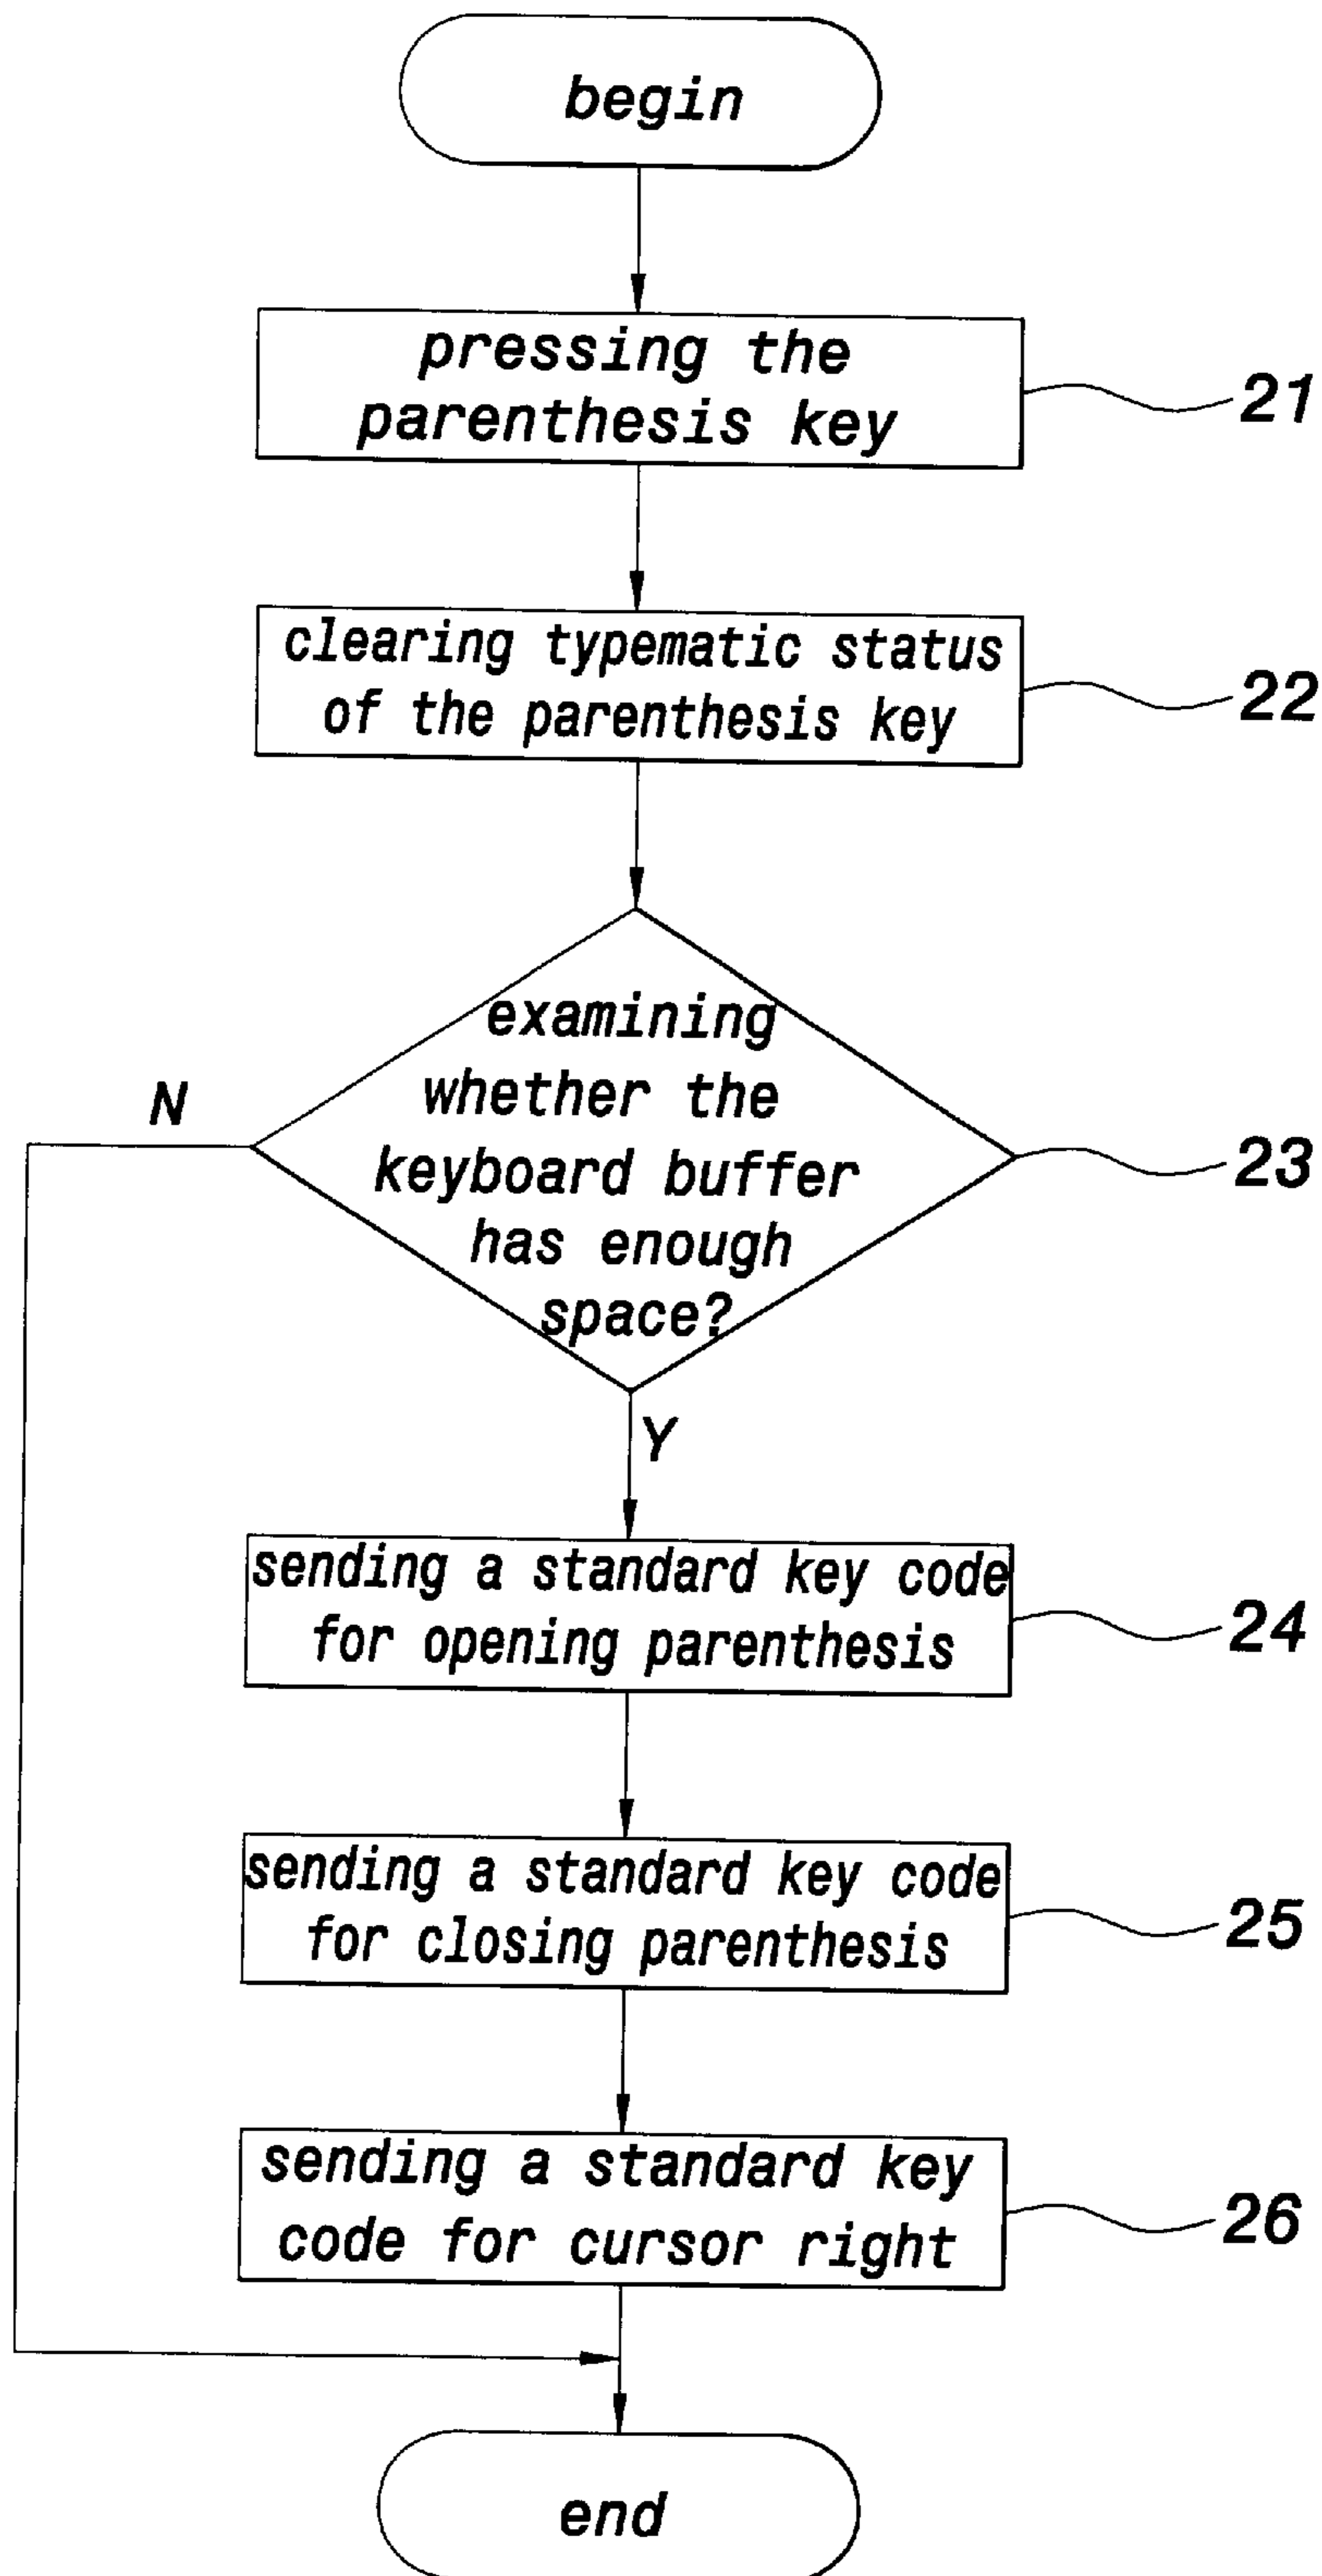 begin
pressing the
parenthesis key
21
clearing typematic status
of the parenthesis key
22
examining
whether the
keyboard buffer
has enough
space?
N
23
Y
sending a standard key code
for opening parenthesis
24
sending a standard key code
for closing parenthesis
25
sending a standard key
code for cursor right
26
end